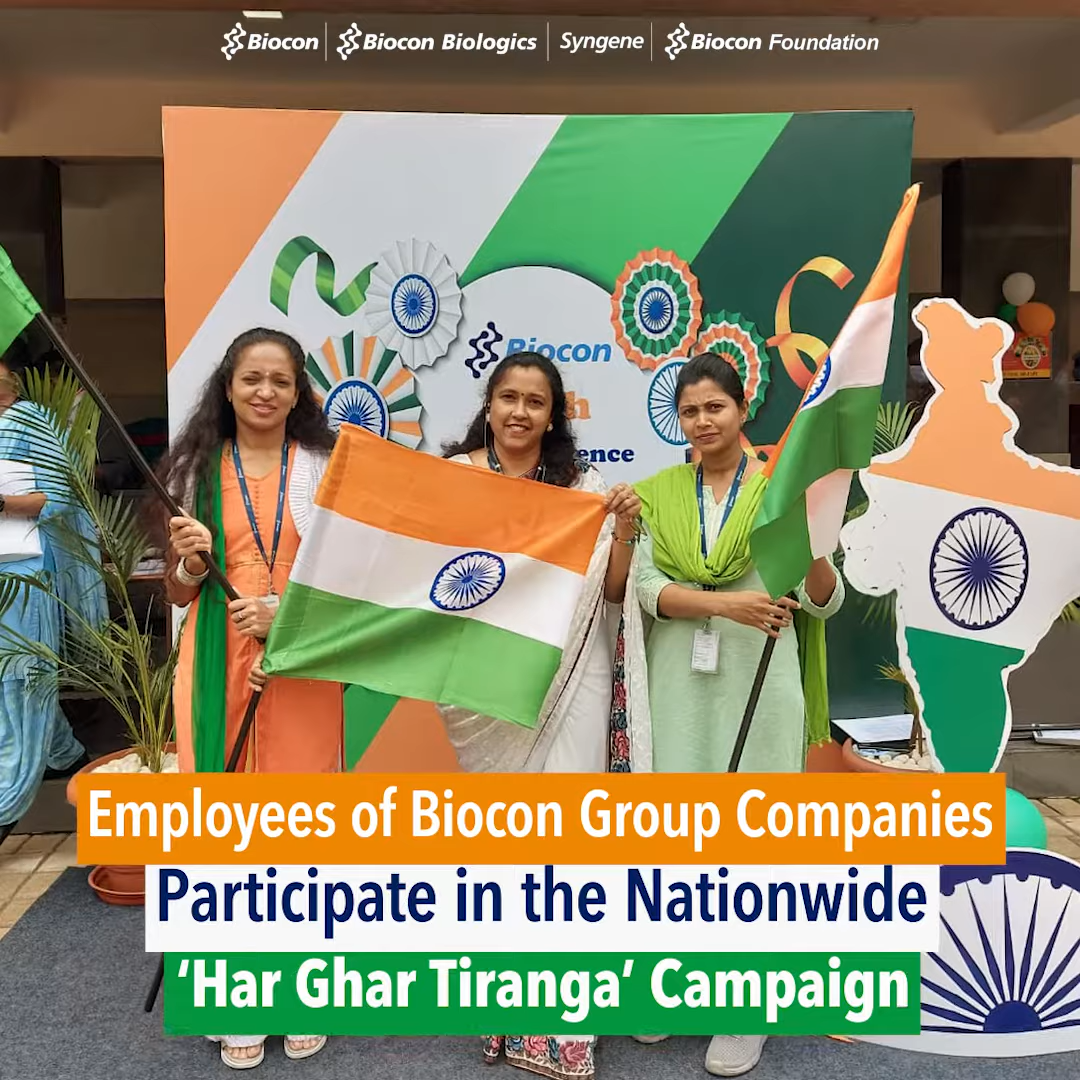 Biocon | Biocon Biologics | Syngene | Biocon Foundation
Biocon
Employees of Biocon Group Companies
Participate in the Nationwide
‘Har Ghar Tiranga’ Campaign